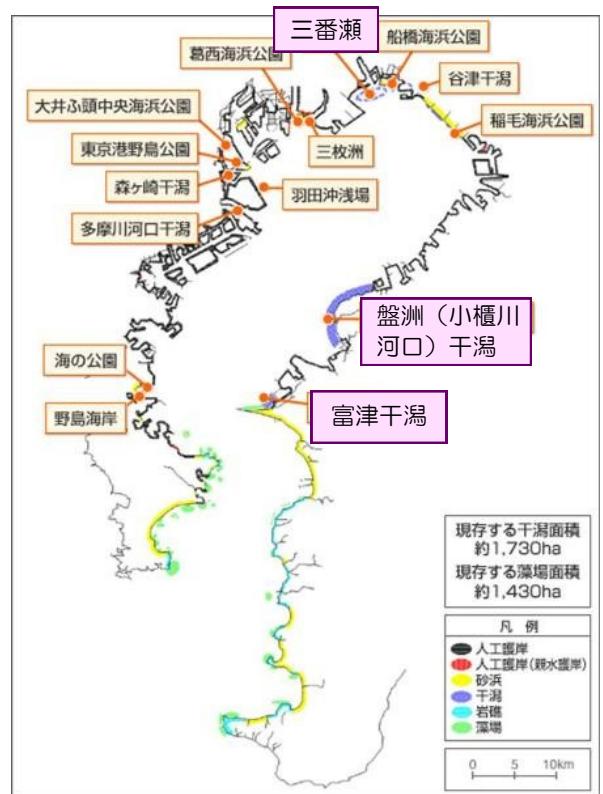 三番瀬
船橋海浜公園
葛西海浜公園
谷津干潟
大井ふ頭中央海浜公園
稲毛海浜公園
東京港野鳥公園
三枚洲
森ヶ崎干潟
羽田沖浅場
多摩川河口干潟
盤洲（小櫃川
河口）干潟
海の公園
野島海岸
富津干潟
現存する干潟面積
約1,730ha
現存する藻場面積
約1,430ha
凡 例
人工護岸
人工護岸(親水護岸)
砂浜
干潟
岩礁
藻場
0 5 10km